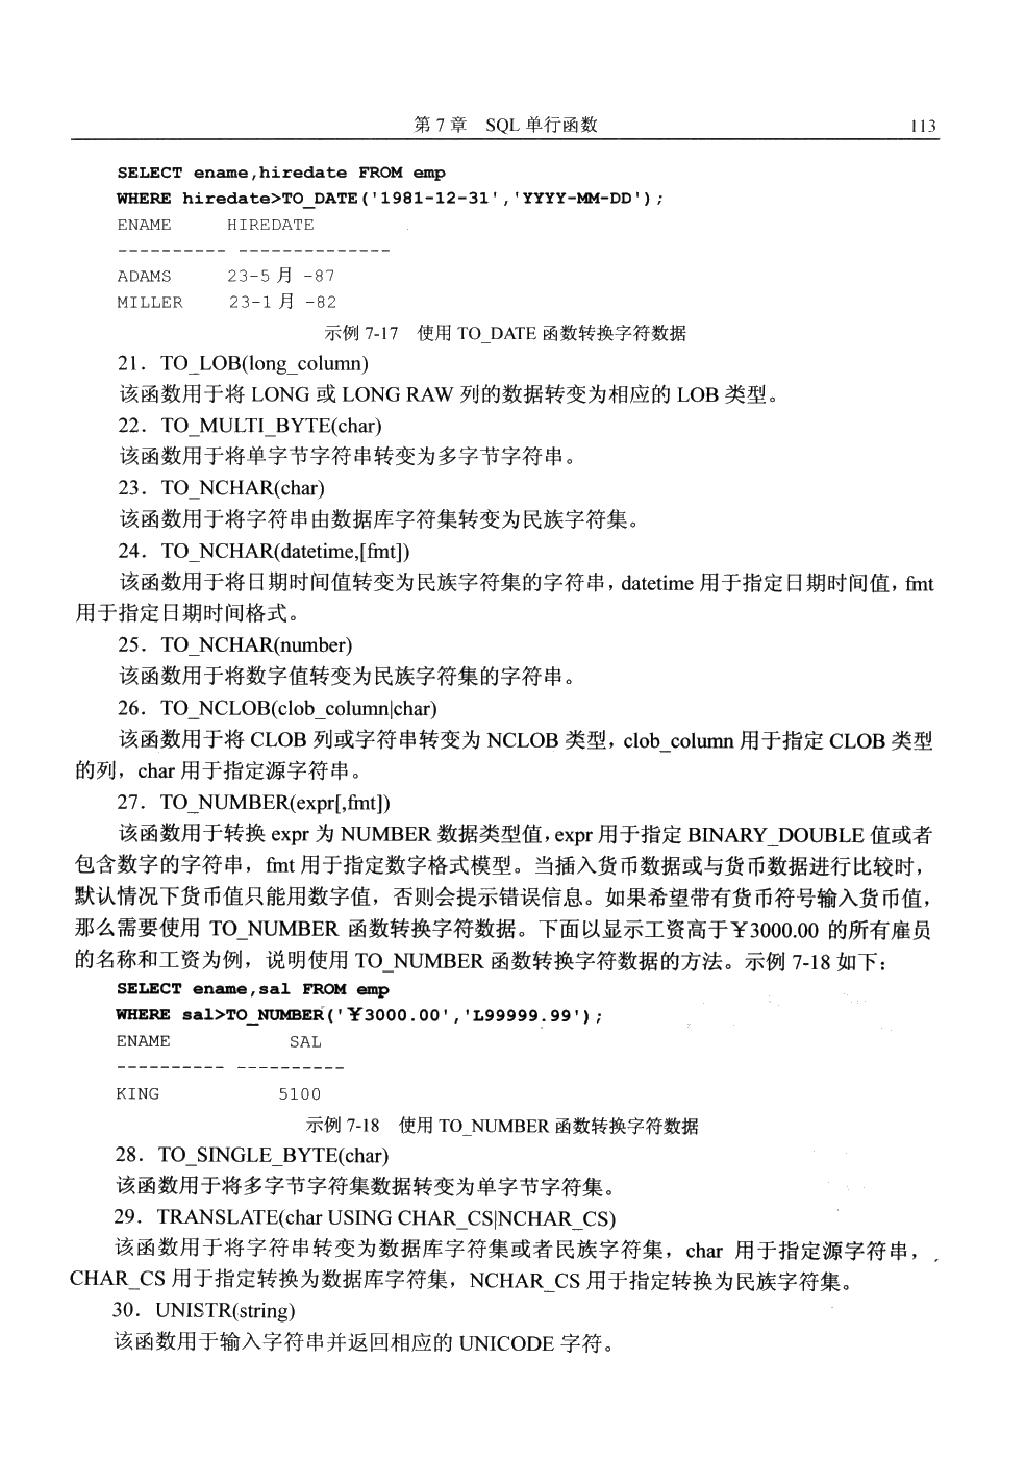 第 7 章 SQL 单行函数 113
SELECT ename,hiredate FROM emp
WHERE hiredate>TO_DATE('1981-12-31','YYYY-MM-DD');
ENAME HIREDATE
---------- --------------
ADAMS 23-5 月 -87
MILLER 23-1 月 -82
示例 7-17 使用 TO_DATE 函数转换字符数据
21．TO_LOB(long_column)
该函数用于将 LONG 或 LONG RAW 列的数据转变为相应的 LOB 类型。
22．TO_MULTI_BYTE(char)
该函数用于将单字节字符串转变为多字节字符串。
23．TO_NCHAR(char)
该函数用于将字符串由数据库字符集转变为民族字符集。
24．TO_NCHAR(datetime,[fmt])
该函数用于将日期时间值转变为民族字符集的字符串，datetime 用于指定日期时间值，fmt
用于指定日期时间格式。
25．TO_NCHAR(number)
该函数用于将数字值转变为民族字符集的字符串。
26．TO_NCLOB(clob_column|char)
该函数用于将 CLOB 列或字符串转变为 NCLOB 类型，clob_column 用于指定 CLOB 类型
的列，char 用于指定源字符串。
27．TO_NUMBER(expr[,fmt])
该函数用于转换 expr 为 NUMBER 数据类型值，expr 用于指定 BINARY_DOUBLE 值或者
包含数字的字符串，fmt 用于指定数字格式模型。当插入货币数据或与货币数据进行比较时，
默认情况下货币值只能用数字值，否则会提示错误信息。如果希望带有货币符号输入货币值，
那么需要使用 TO_NUMBER 函数转换字符数据。下面以显示工资高于￥3000.00 的所有雇员
的名称和工资为例，说明使用 TO_NUMBER 函数转换字符数据的方法。示例 7-18 如下：
SELECT ename,sal FROM emp
WHERE sal>TO_NUMBER('￥3000.00','L99999.99');
ENAME SAL
---------- ----------
KING 5100
示例 7-18 使用 TO_NUMBER 函数转换字符数据
28．TO_SINGLE_BYTE(char)
该函数用于将多字节字符集数据转变为单字节字符集。
29．TRANSLATE(char USING CHAR_CS|NCHAR_CS)
该函数用于将字符串转变为数据库字符集或者民族字符集，char 用于指定源字符串，
CHAR_CS 用于指定转换为数据库字符集，NCHAR_CS 用于指定转换为民族字符集。
30．UNISTR(string)
该函数用于输入字符串并返回相应的 UNICODE 字符。